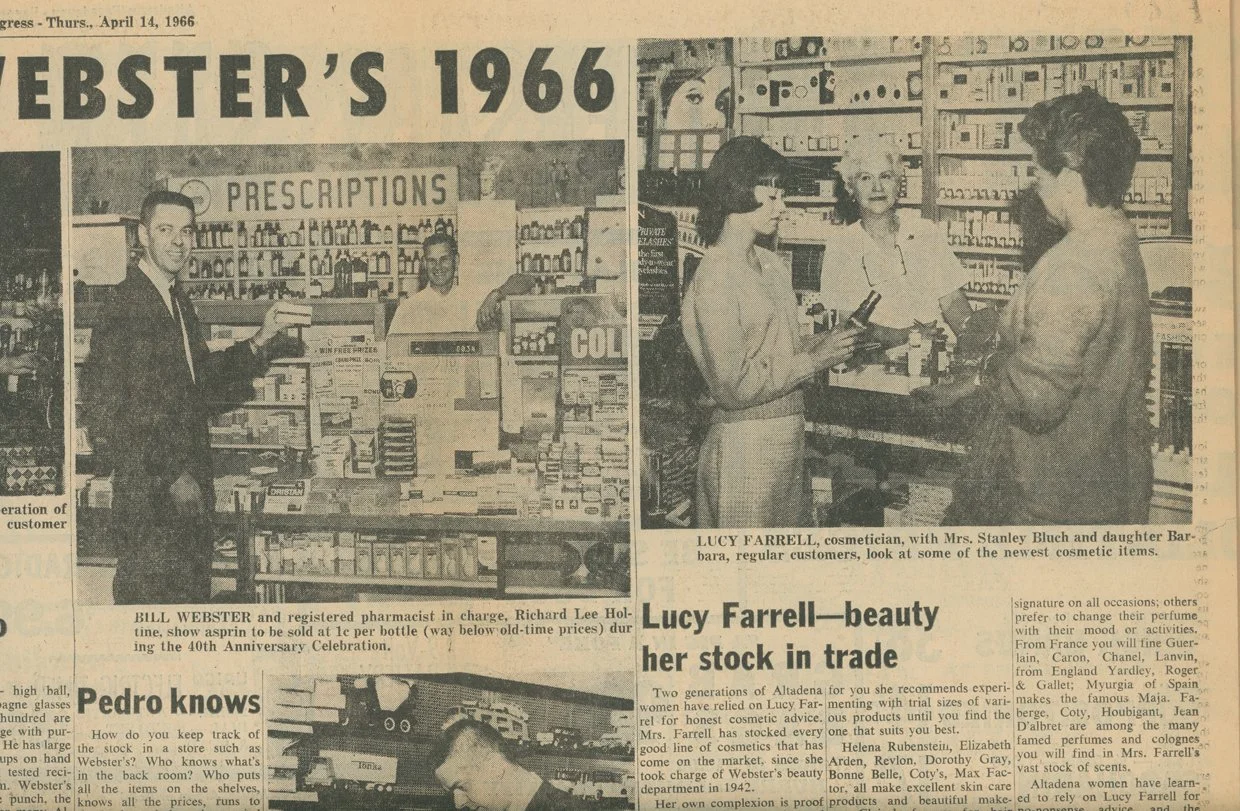 gress - Thurs., April 14, 1966
EBSTER'S 1966
PRESCRIPTIONS
WIN FREE PRIZES
0034
COL
DRISTAN
PRIVATE
the first
FASHION
eration of
customer
BILL WEBSTER and registered pharmacist in charge, Richard Lee Hol-
tine, show asprin to be sold at 1c per bottle (way below old-time prices) dur
ing the 40th Anniversary Celebration.
LUCY FARRELL, cosmetician, with Mrs. Stanley Bluch and daughter Bar-
bara, regular customers, look at some of the newest cosmetic items.
- high ball,
pagne glasses
hundred are
ge with pur-
He has large
ups on hand
tested reci-
m. Webster's
punch, the
Pedro knows
How do you keep track of
the stock in a store such as
Webster's? Who knows what's
in the back room? Who puts
all the items on the shelves,
knows all the prices, runs to
Tonka
Lucy Farrell—beauty
her stock in trade
Two generations of Altadena
women have relied on Lucy Far-
rel for honest cosmetic advice.
Mrs. Farrell has stocked every
good line of cosmetics that has
come on the market, since she
took charge of Webster's beauty
department in 1942.
Her own complexion is proof
for you she recommends experi-
menting with trial sizes of vari-
ous products until you find the
one that suits you best.
Helena Rubenstein, Elizabeth
Arden, Revlon, Dorothy Gray,
Bonne Belle, Coty's, Max Fac-
tor, all make excellent skin care
products and beautiful make-
signature on all occasions; others
prefer to change their perfume
with their mood or activities.
From France you will fine Guer-
lain, Caron, Chanel, Lanvin,
from England Yardley, Roger
& Gallet; Myurgia of Spain
makes the famous Maja. Fa-
berge, Coty, Houbigant, Jean
D'albret are among the many
famed perfumes and colognes
you will find in Mrs. Farrell's
vast stock of scents.
Altadena women have learn-
ed to rely on Lucy Farrell for